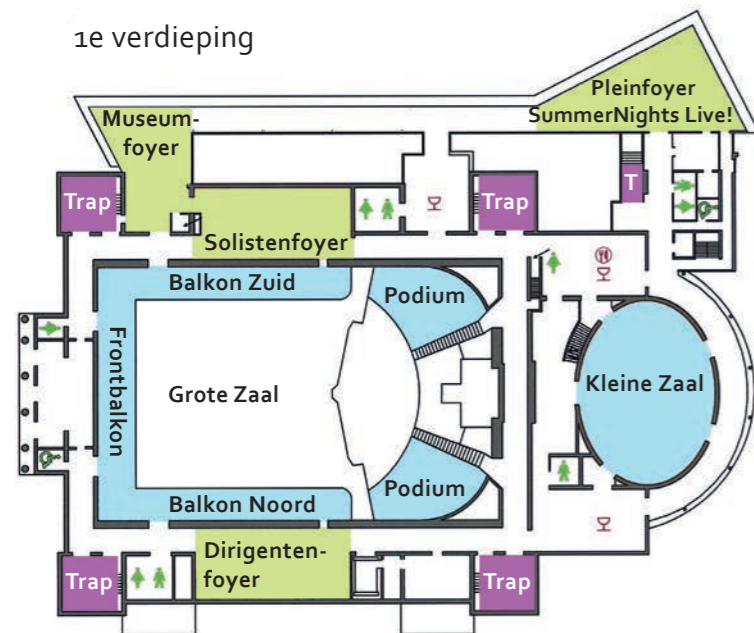 1e verdieping
Pleinfoyer
SummerNights Live!
Museum-
foyer
Trap
Trap
T
Solistenfoyer
Balkon Zuid
Podium
Frontbalkon
Grote Zaal
Kleine Zaal
Podium
Balkon Noord
Dirigenten-
foyer
Trap
Trap